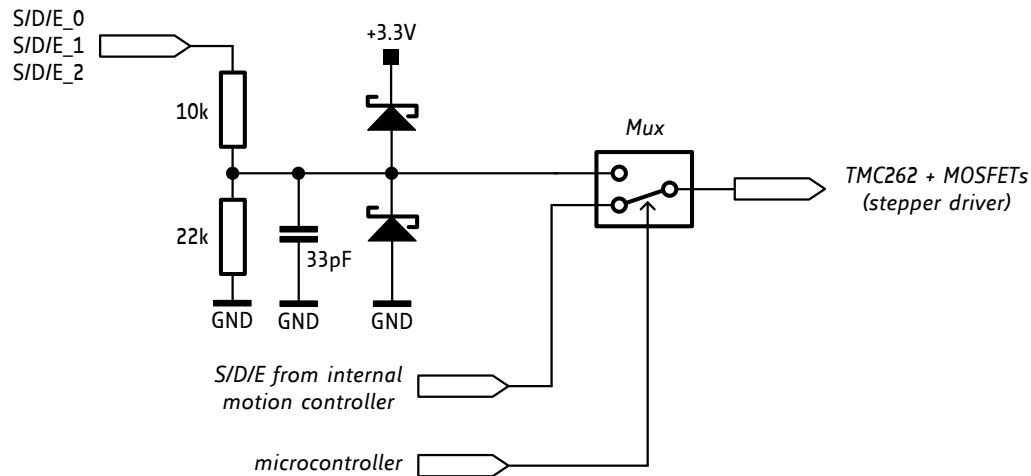 S/D/E_0
S/D/E_1
S/D/E_2
+3.3V
10k
Mux
TMC262 + MOSFETs
(stepper driver)
22k
33pF
GND
GND
GND
S/D/E from internal
motion controller
microcontroller